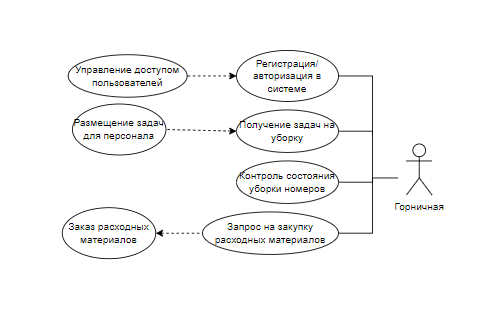 Управление доступом
пользователей
Регистрация/
авторизация в
системе
Размещение задач
для персонала
Получение задач на
уборку
Контроль состояния
уборки номеров
Горничная
Заказ расходных
материалов
Запрос на закупку
расходных материалов